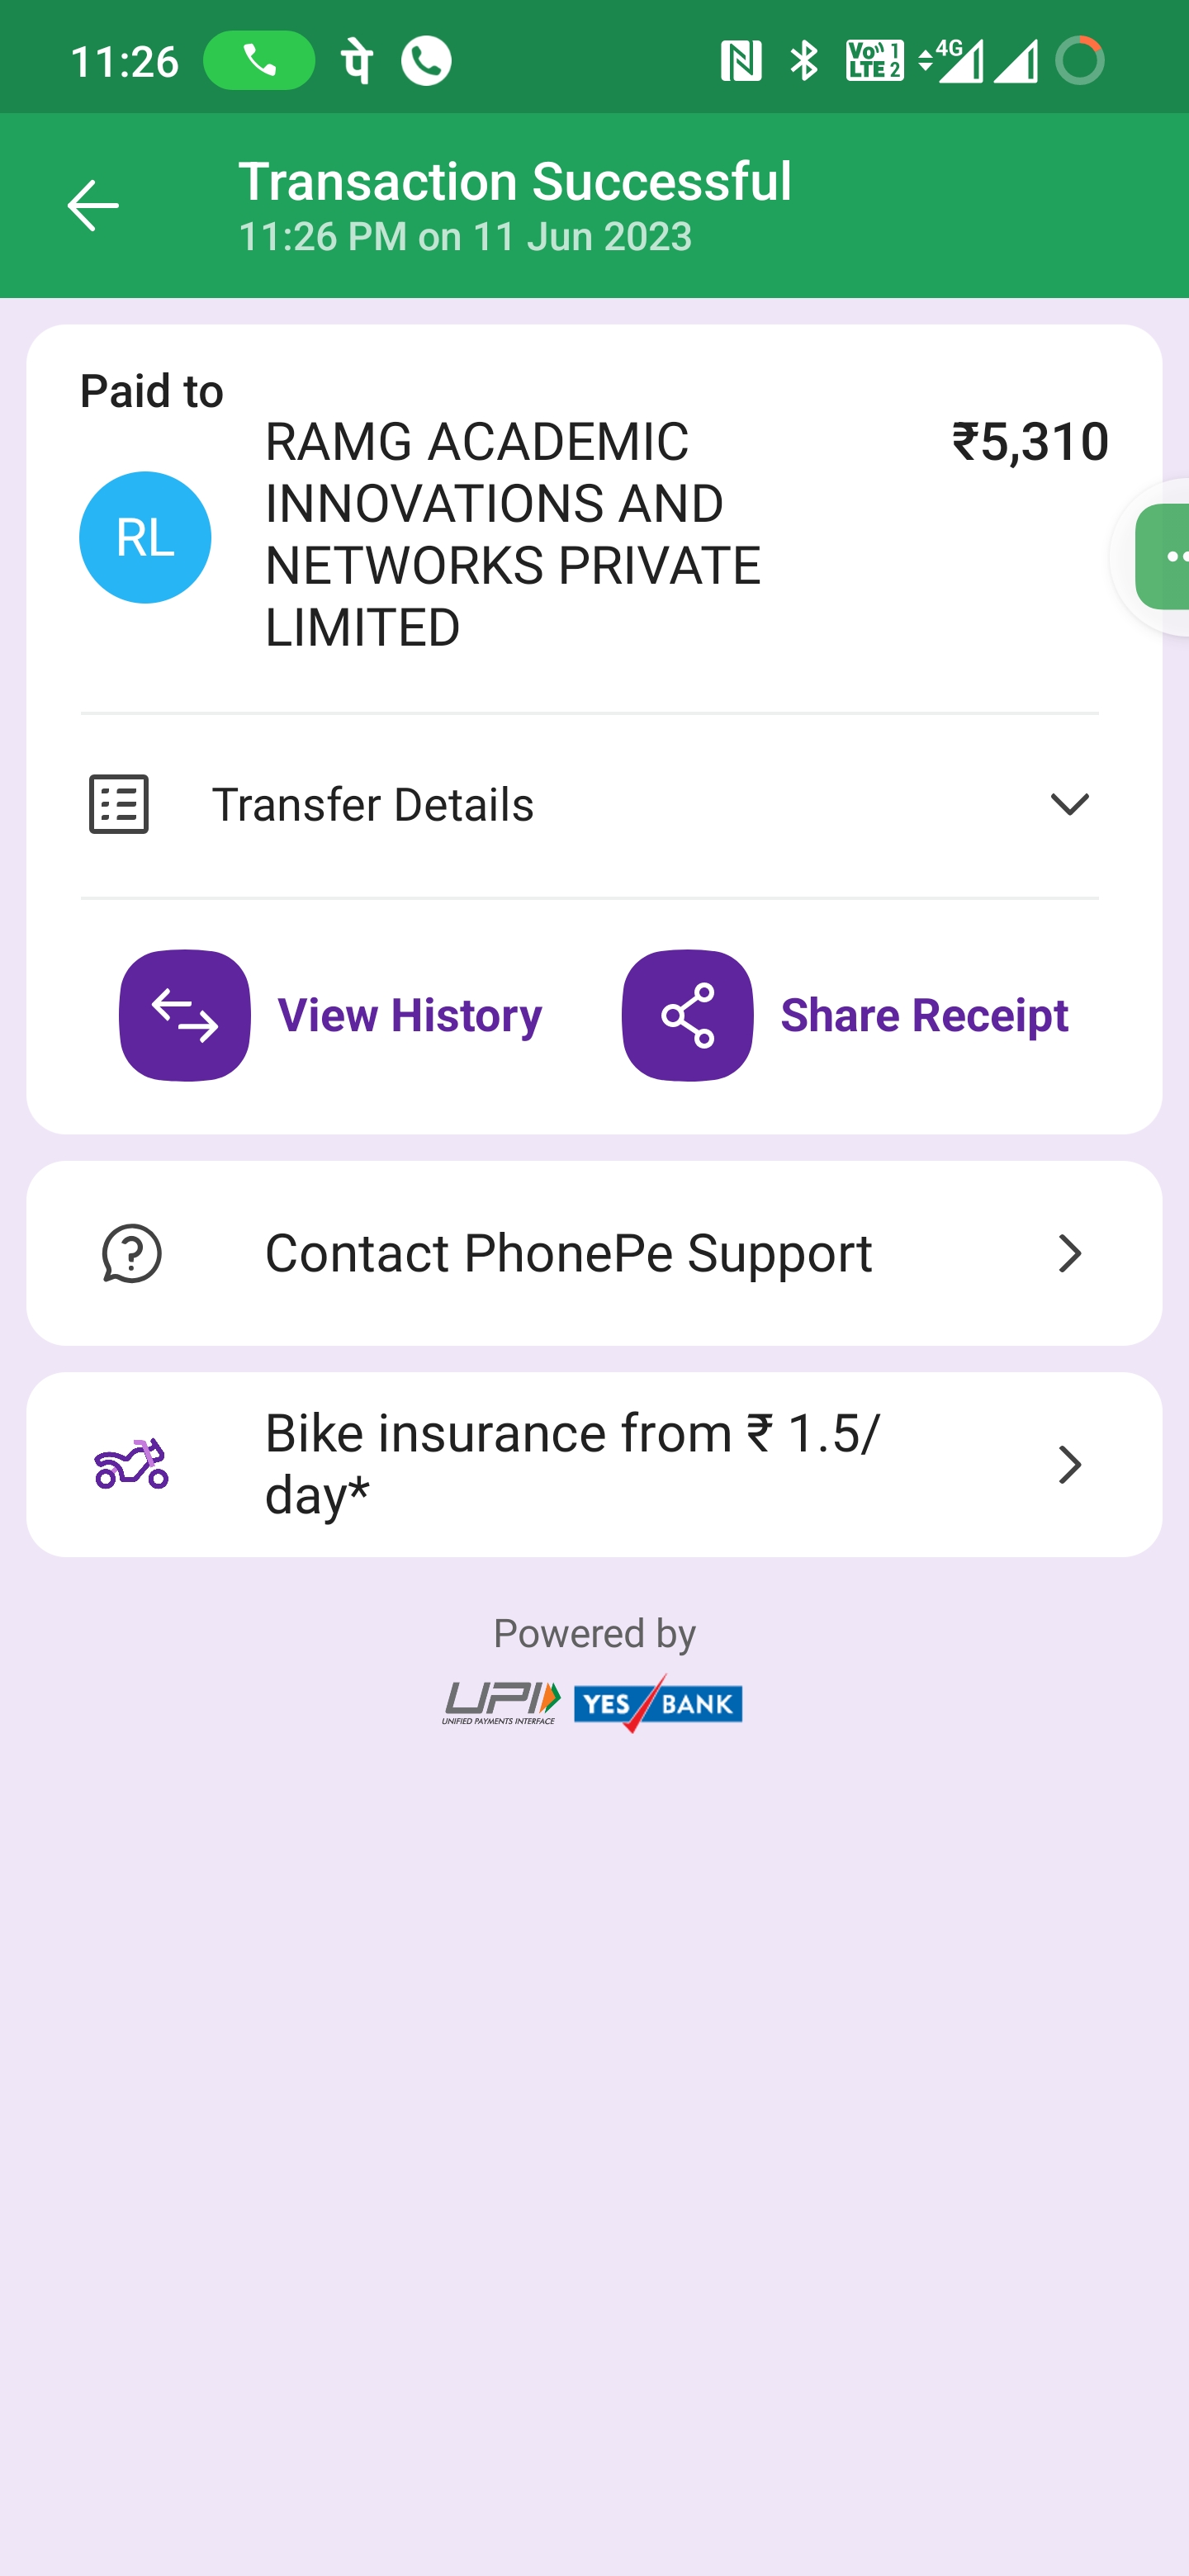 11:26 पे Vo)) 1 LTE 2 4G
Transaction Successful
11:26 PM on 11 Jun 2023
Paid to
RAMG ACADEMIC ₹5,310
INNOVATIONS AND
RL
NETWORKS PRIVATE
LIMITED
Transfer Details
View History Share Receipt
Contact PhonePe Support
Bike insurance from ₹ 1.5/
day*
Powered by
UPI YES BANK
UNIFIED PAYMENTS INTERFACE